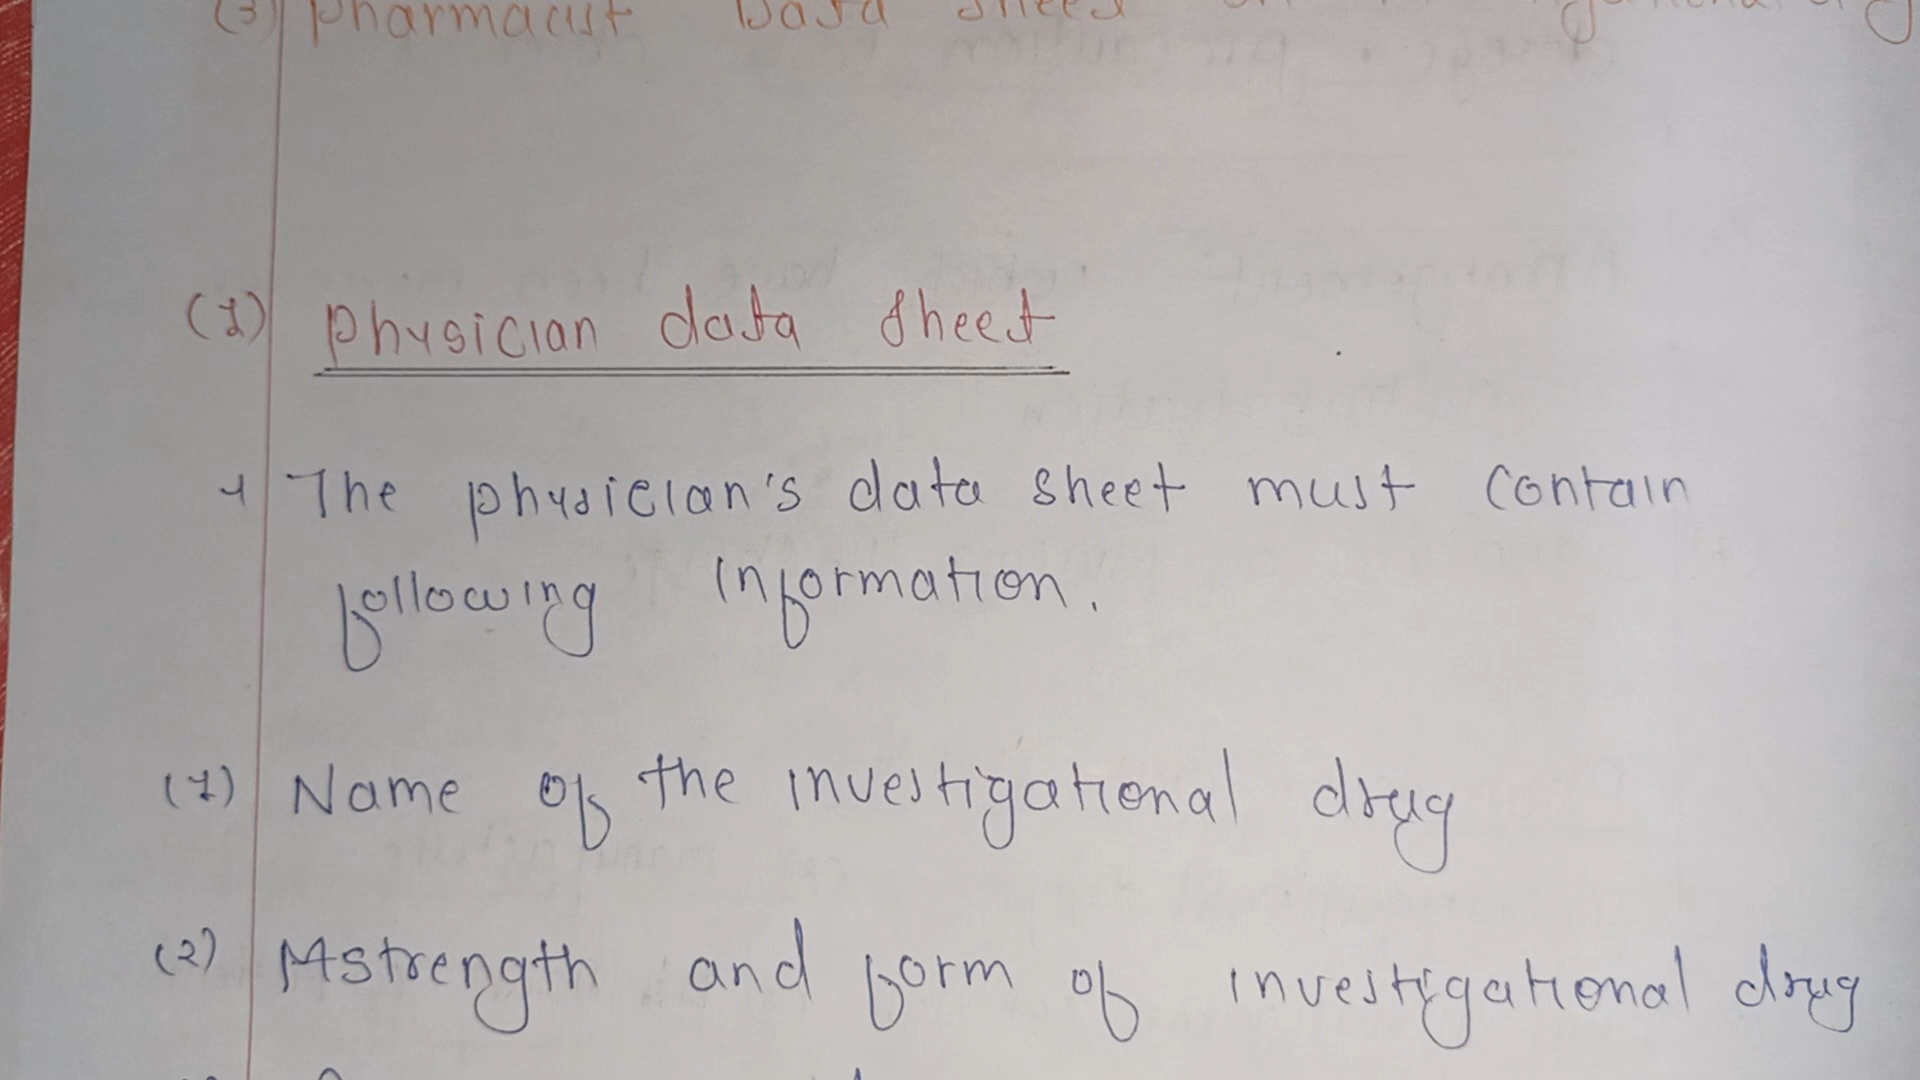 (3) pharmacist Data sheet
(1) physician data sheet
The physician's data sheet must contain
following information.
(1) Name of the investigational drug
(2) Mstrength and form of investigational drug